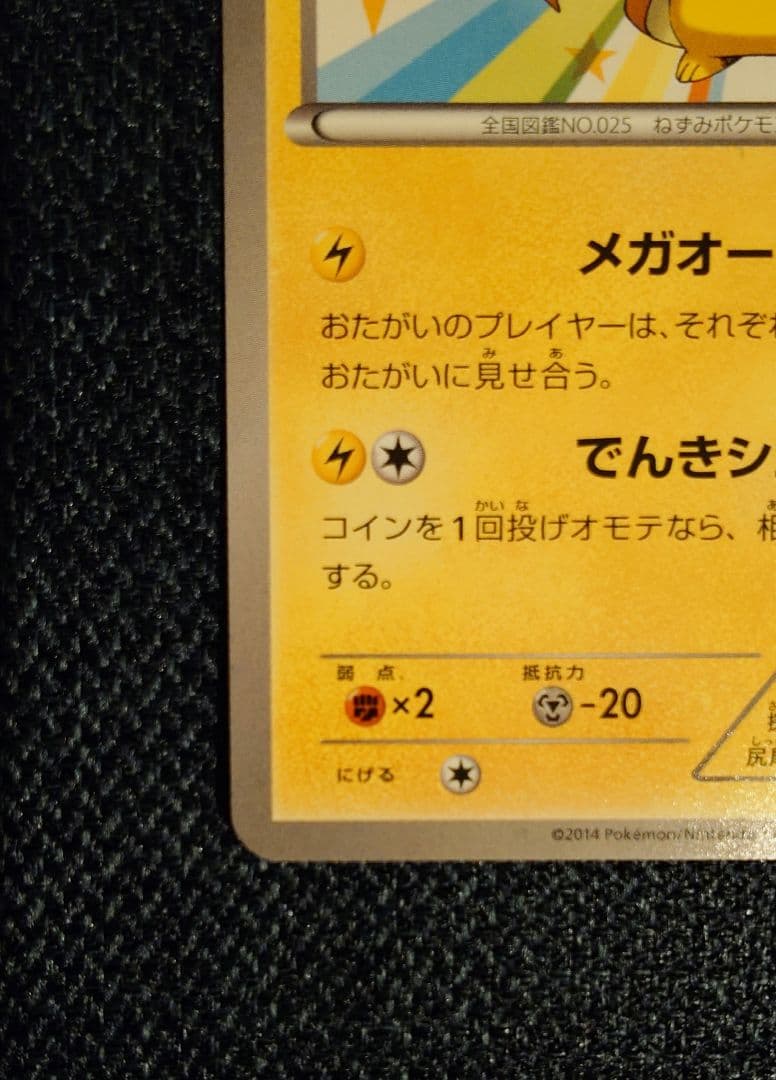 全国図鑑NO.025 ねずみポケモ
メガオー
おたがいのプレイヤーは、それぞれ
み あ
おたがいに見せ合う。
でんきシ
かい な
コインを1回投げオモテなら、相
する。
弱点 抵抗力
×2 -20
にげる
尻尾
©2014 Pokémon/Nintendo